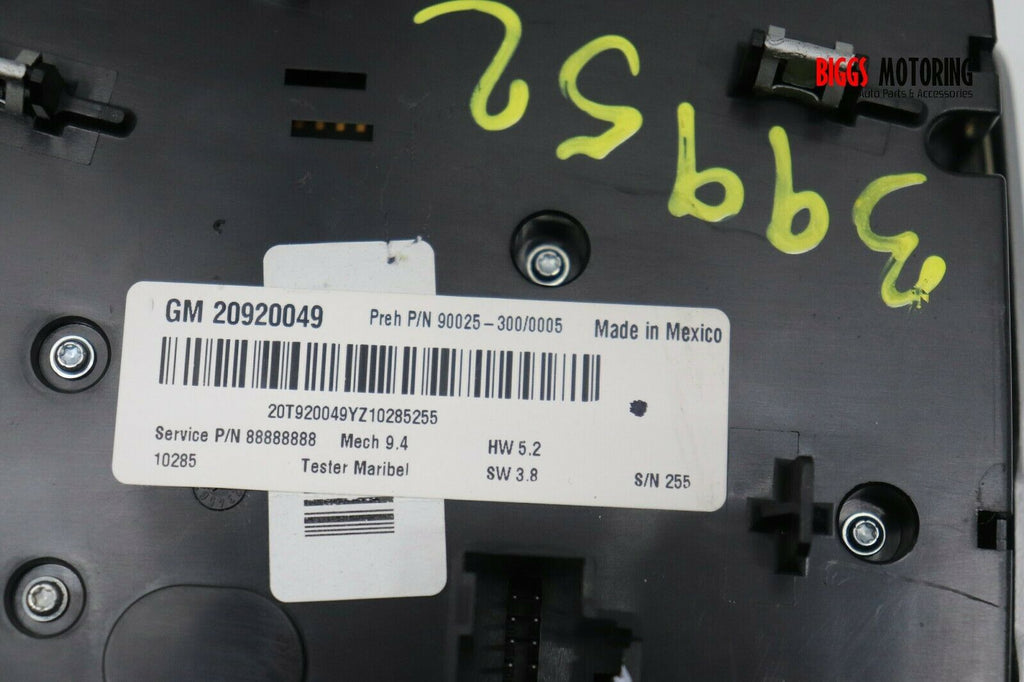 39952
BIGGS MOTORING
Auto Parts & Accessories
GM 20920049 Preh P/N 90025-300/0005 Made in Mexico
20T920049YZ10285255
Service P/N 88888888 Mech 9.4 HW 5.2
10285 Tester Maribel SW 3.8 S/N 255